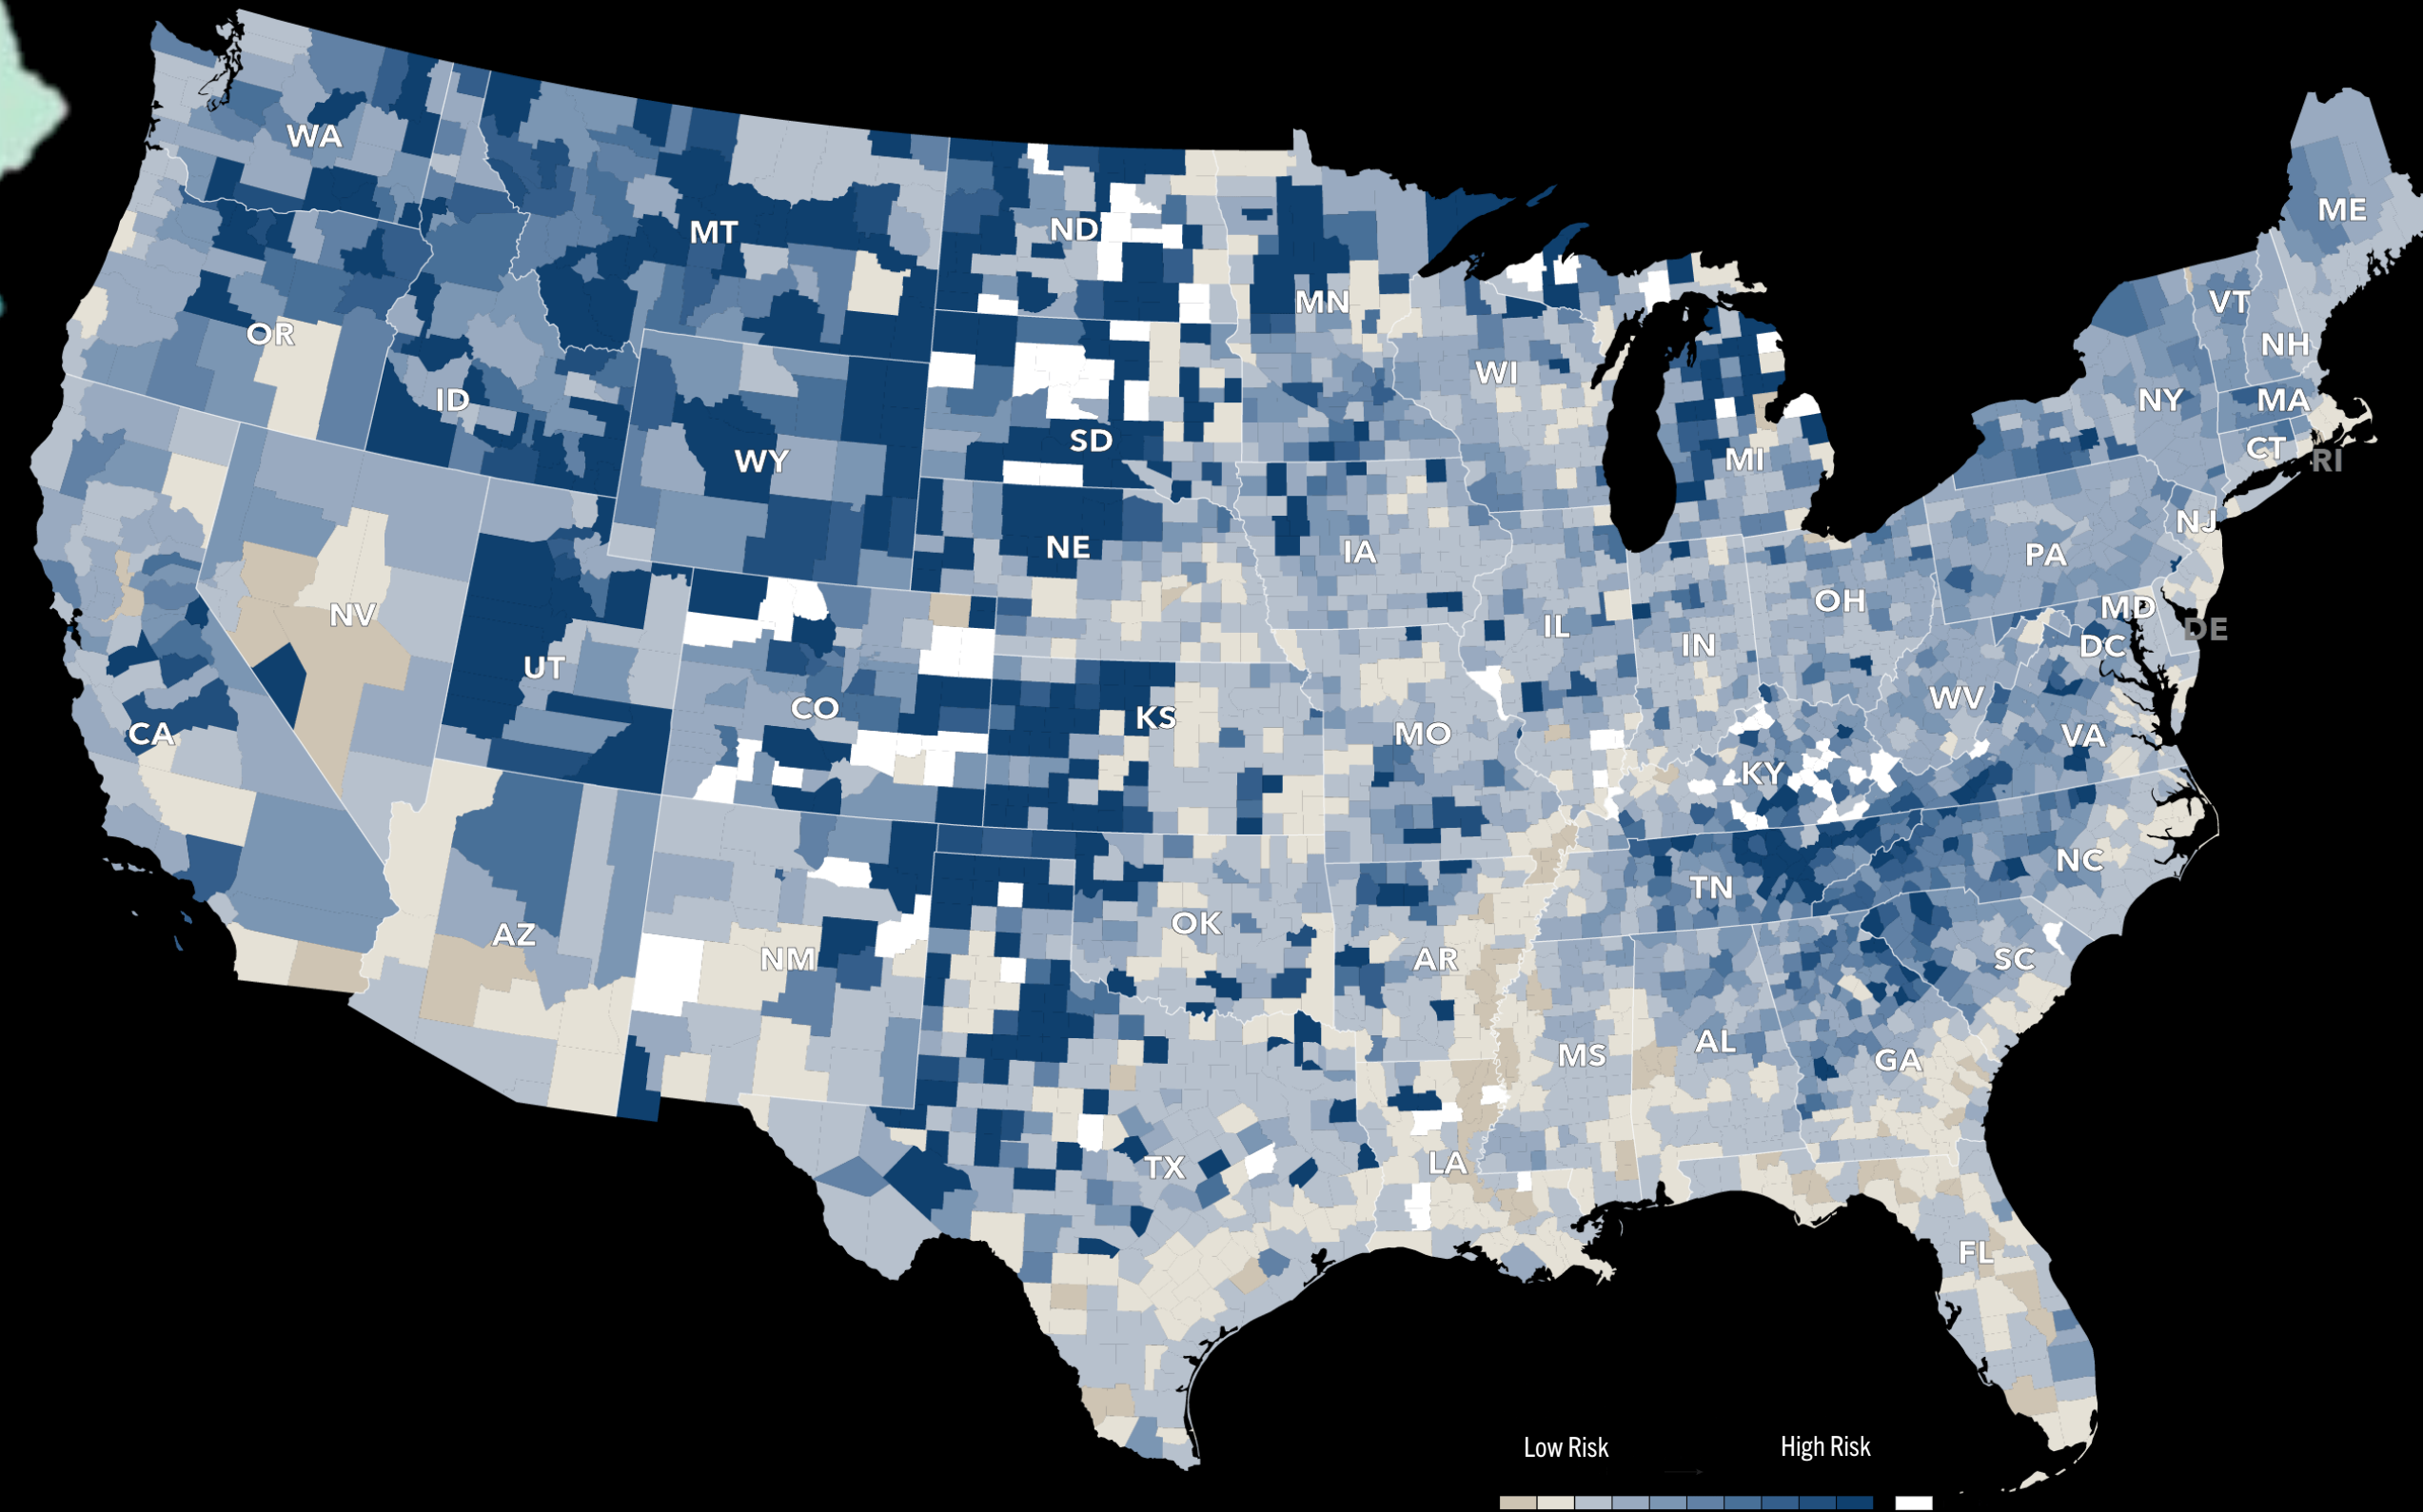 WA
ME
MT
ND
MN
VT
OR
NH
WI
ID
NY
MA
SD
CT
WY
MI
RI
NJ
NE
IA
PA
OH
MD
NV
IL
DE
IN
DC
UT
WV
CO
KS
CA
MO
VA
KY
NC
TN
OK
AZ
NM
AR
SC
AL
MS
GA
LA
TX
FL
Low Risk
High Risk